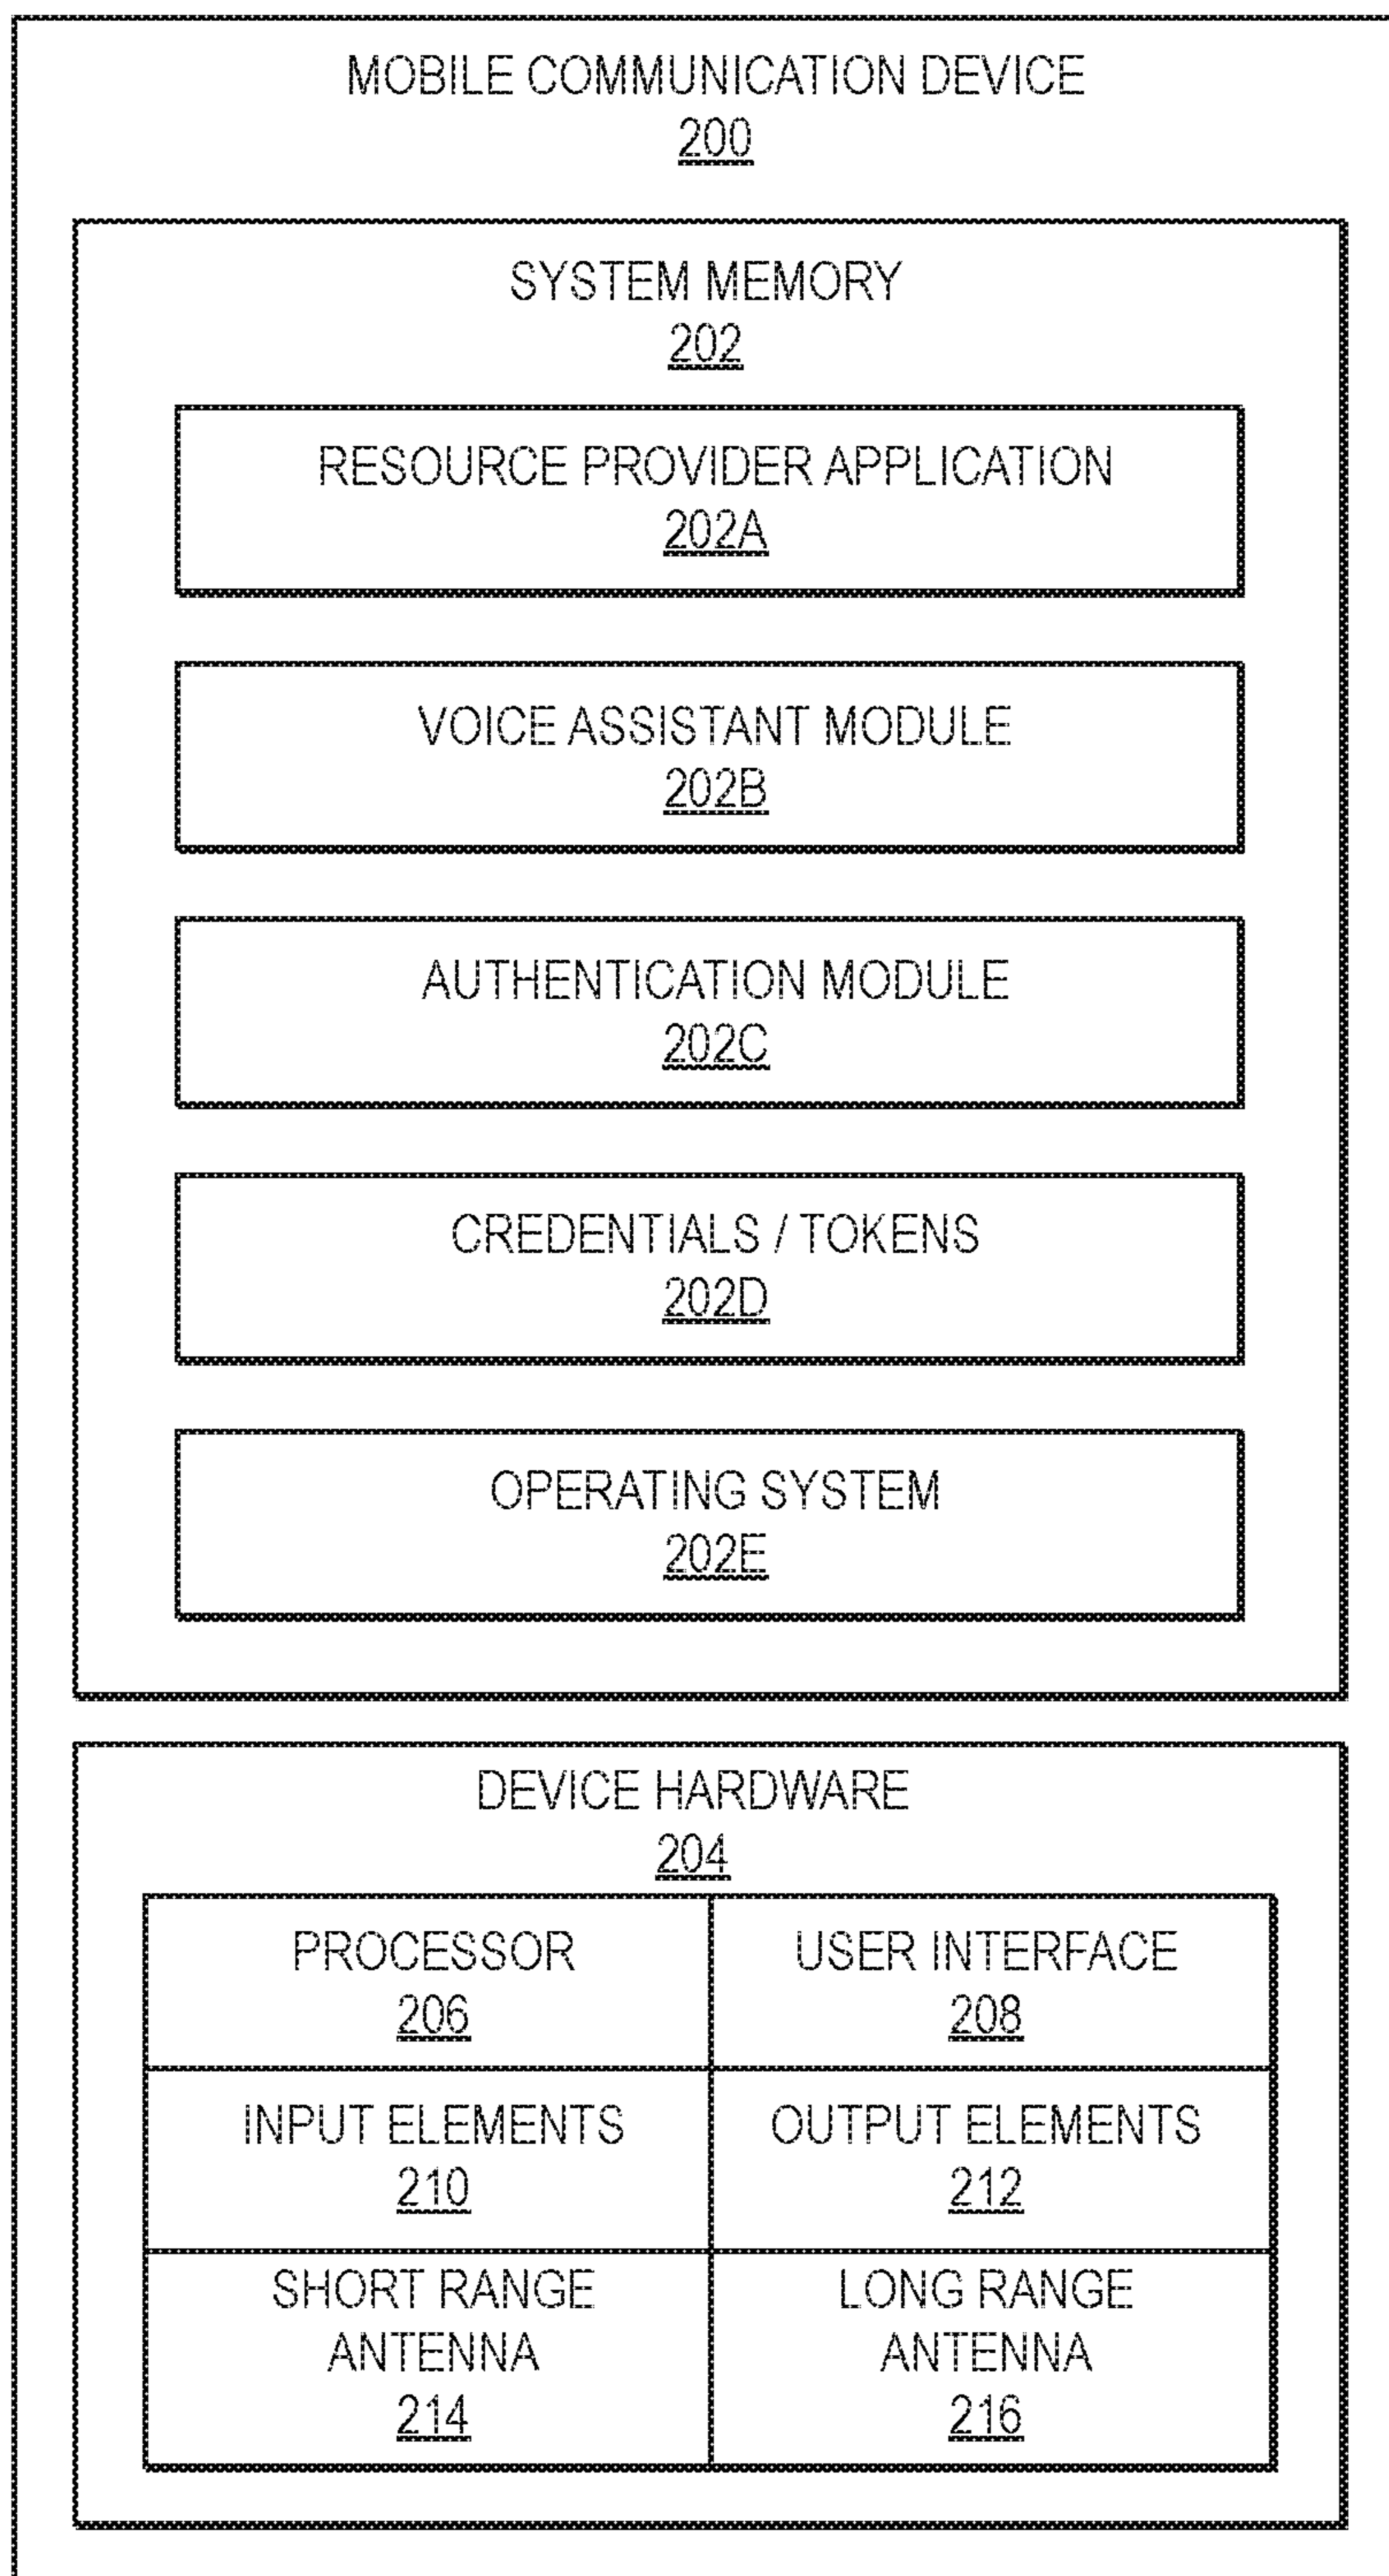 MOBILE COMMUNICATION DEVICE
200
SYSTEM MEMORY
202
RESOURCE PROVIDER APPLICATION
202A
VOICE ASSISTANT MODULE
202B
AUTHENTICATION MODULE
202C
CREDENTIALS / TOKENS
202D
OPERATING SYSTEM
202E
DEVICE HARDWARE
204
PROCESSOR
206
USER INTERFACE
208
INPUT ELEMENTS
210
OUTPUT ELEMENTS
212
SHORT RANGE
ANTENNA
214
LONG RANGE
ANTENNA
216